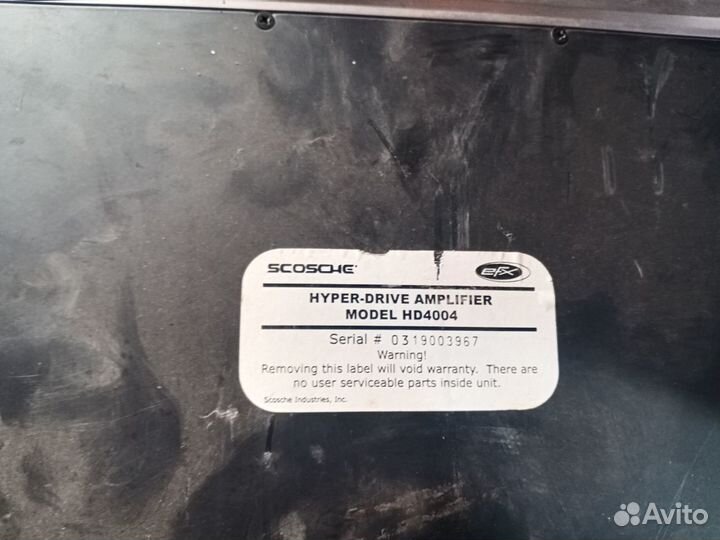 SCOSCHE
efx
HYPER-DRIVE AMPLIFIER
MODEL HD4004
Serial # 0319003967
Warning!
Removing this label will void warranty. There are
no user serviceable parts inside unit.
Scosche Industries, Inc.
Avito